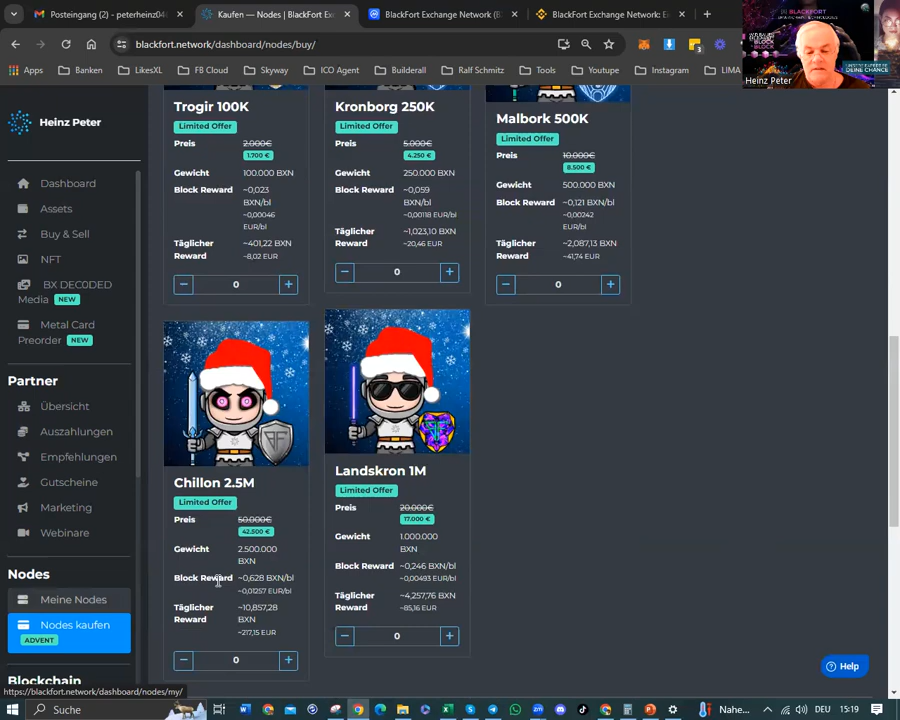 Posteingang (4) - peterheinz04
Kaufen — Nodes | BlackFort Ex
BlackFort Exchange Network (B
BlackFort Exchange Network: E
blackfort.network/dashboard/nodes/buy/
Apps
Banken
LikesXL
FB Cloud
Skyway
ICO Agent
Builderall
Ralf Schmitz
Tools
Youtube
Instagram
LIMA
BLACKFORT
BLOCK
BLOCK
DEINE CHANCE
Heinz Peter
Heinz Peter
Dashboard
Assets
Buy & Sell
NFT
BX DECODED
Media NEW
Metal Card
Preorder NEW
Partner
Übersicht
Auszahlungen
Empfehlungen
Gutscheine
Marketing
Webinare
Nodes
Meine Nodes
Nodes kaufen
ADVENT
Blockchain
Trogir 100K
Limited Offer
Preis 2.000€
1.700 €
Gewicht 100.000 BXN
Block Reward ~0,023
BXN/bl
~0,00046
EUR/bl
Täglicher ~401,22 BXN
Reward ~8,02 EUR
0
Kronborg 250K
Limited Offer
Preis 5.000€
4.250 €
Gewicht 250.000 BXN
Block Reward ~0,059
BXN/bl
~0,00118 EUR/bl
Täglicher ~1,023,10 BXN
Reward ~20,46 EUR
0
Malbork 500K
Limited Offer
Preis 10.000€
8.500 €
Gewicht 500.000 BXN
Block Reward ~0,121 BXN/bl
~0,00242
EUR/bl
Täglicher ~2,087,13 BXN
Reward ~41,74 EUR
0
Chillon 2.5M
Limited Offer
Preis 50.000€
42.500 €
Gewicht 2.500.000
BXN
Block Reward ~0,628 BXN/bl
~0,01257 EUR/bl
Täglicher ~10,857,28
Reward BXN
~217,15 EUR
0
Landskron 1M
Limited Offer
Preis 20.000€
17.000 €
Gewicht 1.000.000
BXN
Block Reward ~0,246 BXN/bl
~0,00493 EUR/bl
Täglicher ~4,257,76 BXN
Reward ~85,16 EUR
0
Help
https://blackfort.network/dashboard/nodes/my/
Suche
Nahe...
DEU
15:19